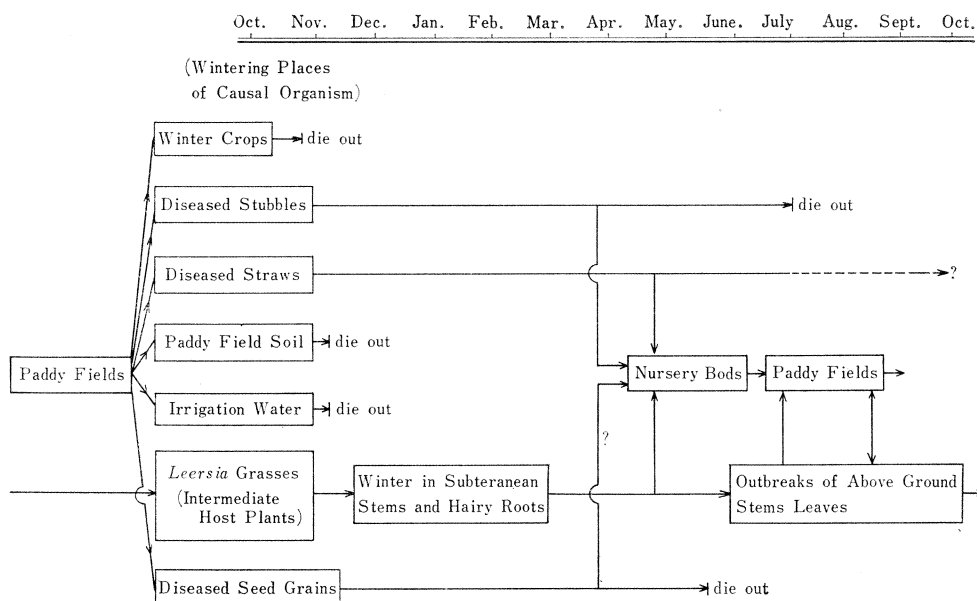 Oct. Nov. Dec. Jan. Feb. Mar. Apr. May. June. July Aug. Sept. Oct.
(Wintering Places
of Causal Organism)
Winter Crops
die out
Diseased Stubbles
die out
Diseased Straws
?
Paddy Field Soil
die out
Paddy Fields
Nursery Bods
Paddy Fields
Irrigation Water
die out
?
Leersia Grasses
(Intermediate
Host Plants)
Winter in Subteranean
Stems and Hairy Roots
Outbreaks of Above Ground
Stems Leaves
Diseased Seed Grains
die out